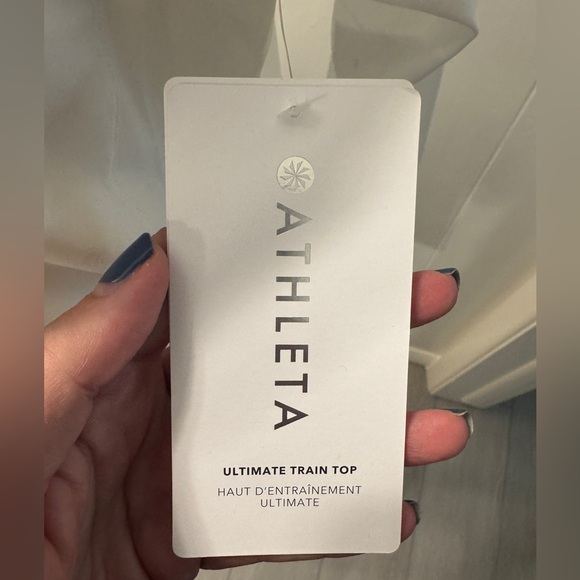 ATHLETA
ULTIMATE TRAIN TOP
HAUT D'ENTRAÎNEMENT
ULTIMATE